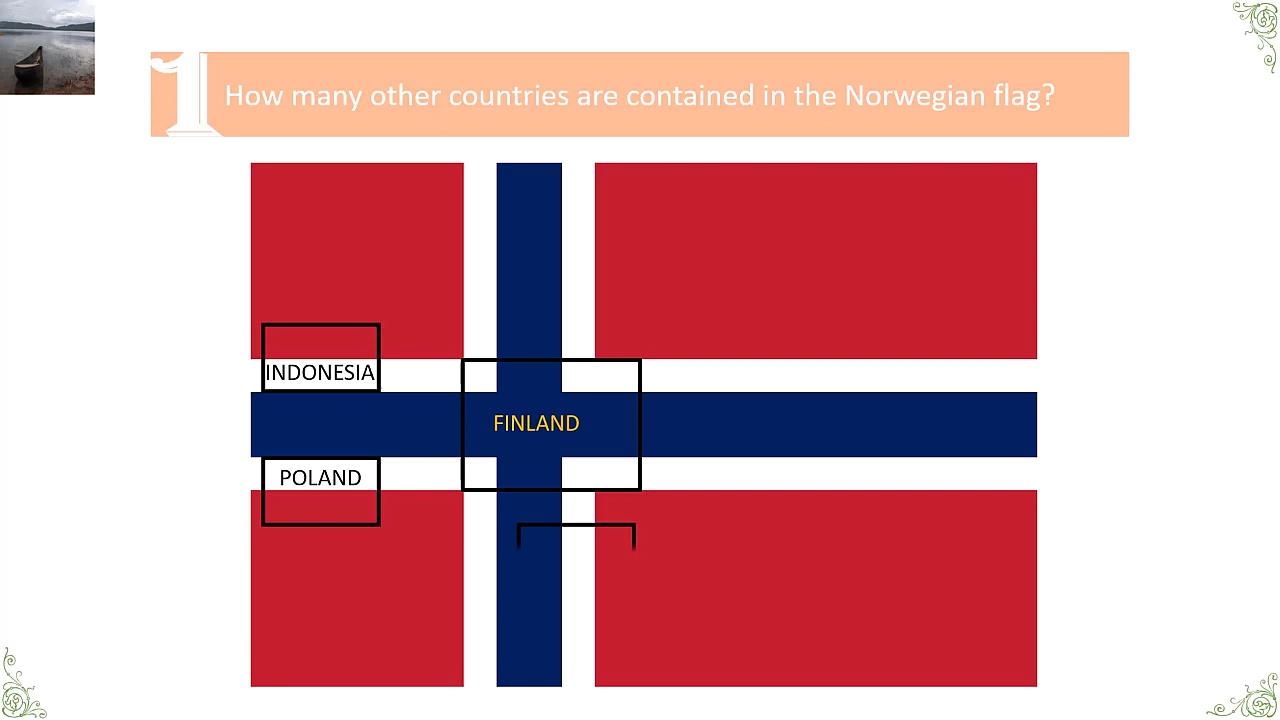 1 How many other countries are contained in the Norwegian flag?
INDONESIA
FINLAND
POLAND